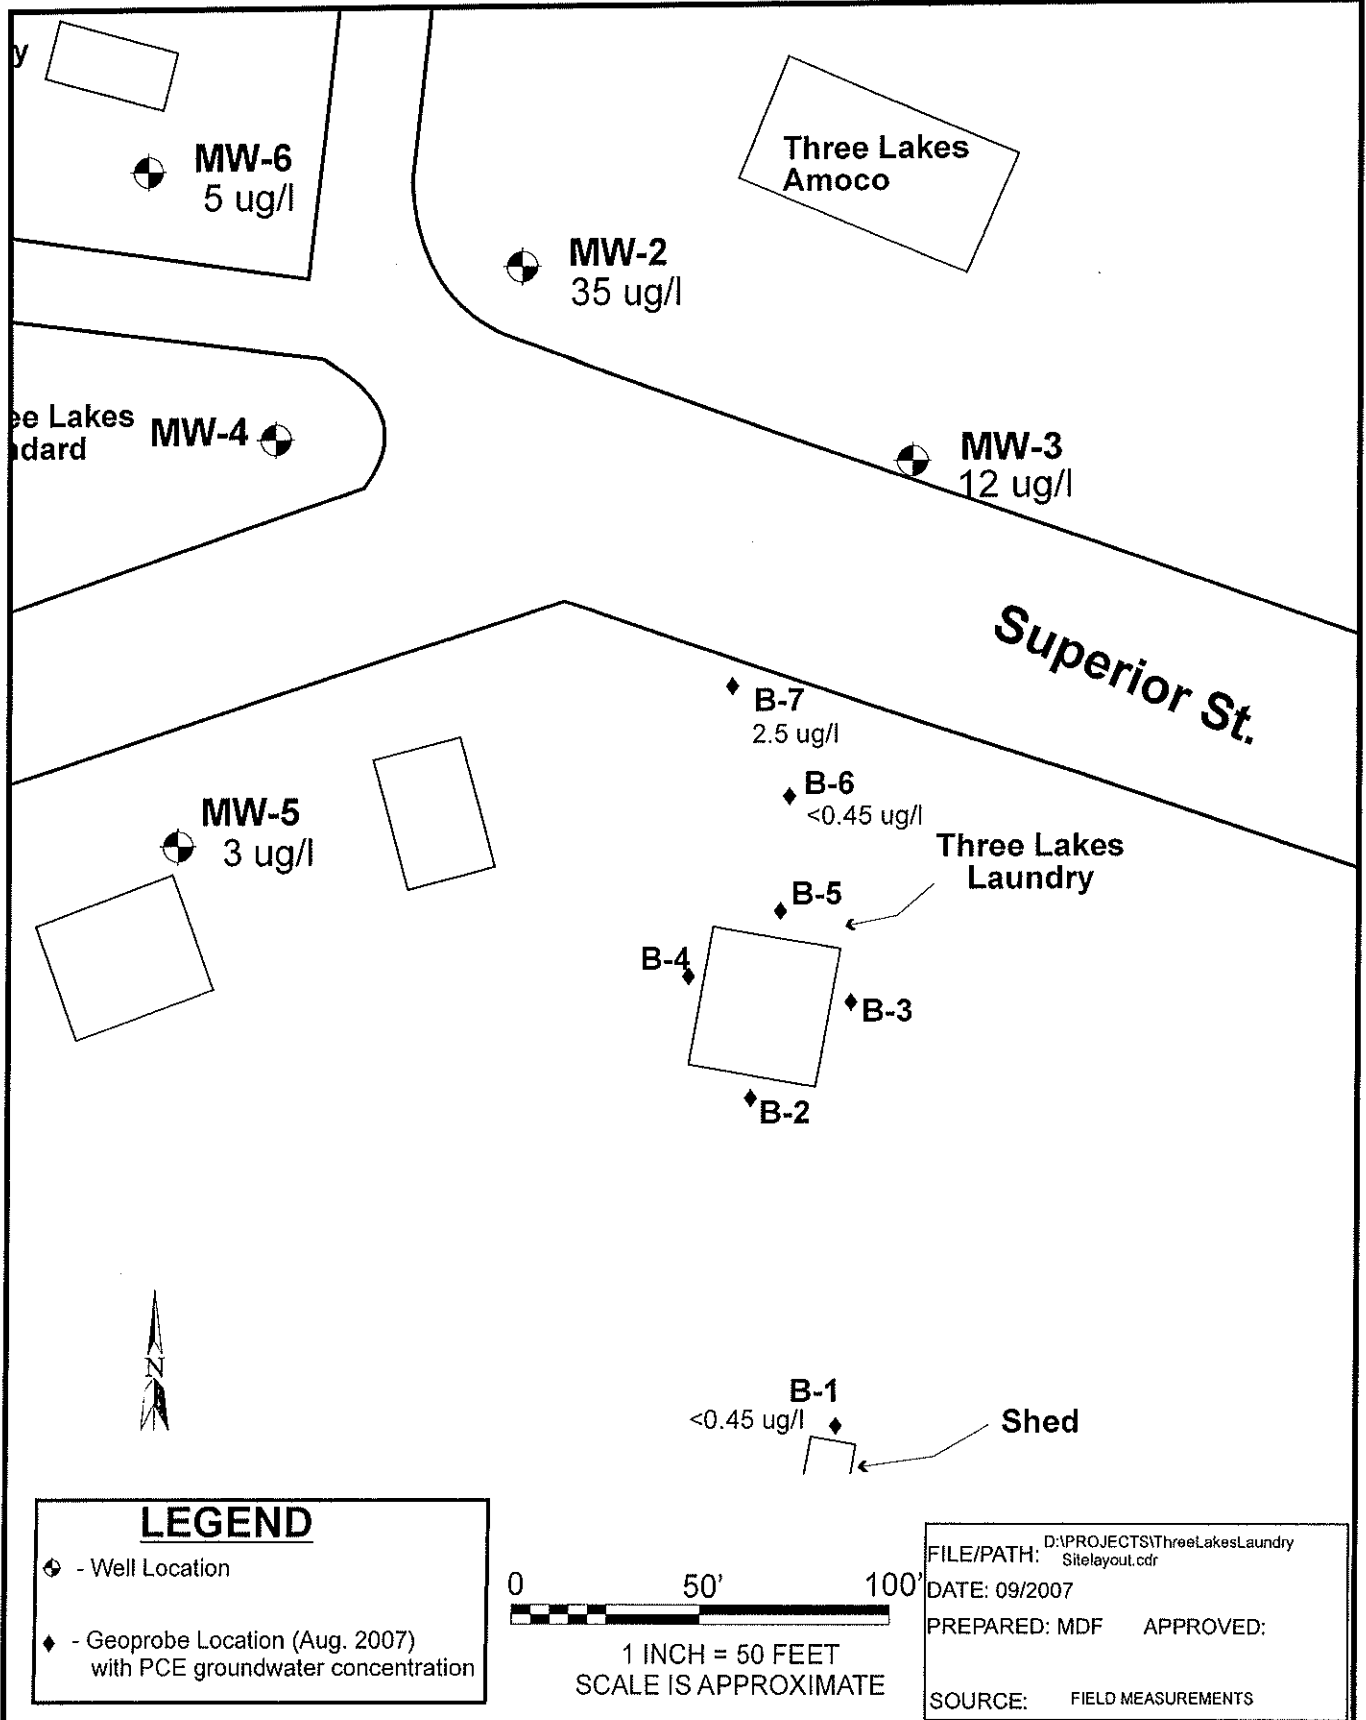 y
MW-6
5 ug/l
Three Lakes
Amoco
MW-2
35 ug/l
ee Lakes
ndard
MW-4
MW-3
12 ug/l
Superior St.
B-7
2.5 ug/l
B-6
<0.45 ug/l
MW-5
3 ug/l
Three Lakes
Laundry
B-5
B-4
B-3
B-2
N
B-1
<0.45 ug/l
Shed
LEGEND
- Well Location
- Geoprobe Location (Aug. 2007)
with PCE groundwater concentration
0 50' 100'
1 INCH = 50 FEET
SCALE IS APPROXIMATE
FILE/PATH: D:\PROJECTS\ThreeLakesLaundry
Sitelayout.cdr
DATE: 09/2007
PREPARED: MDF APPROVED:
SOURCE: FIELD MEASUREMENTS